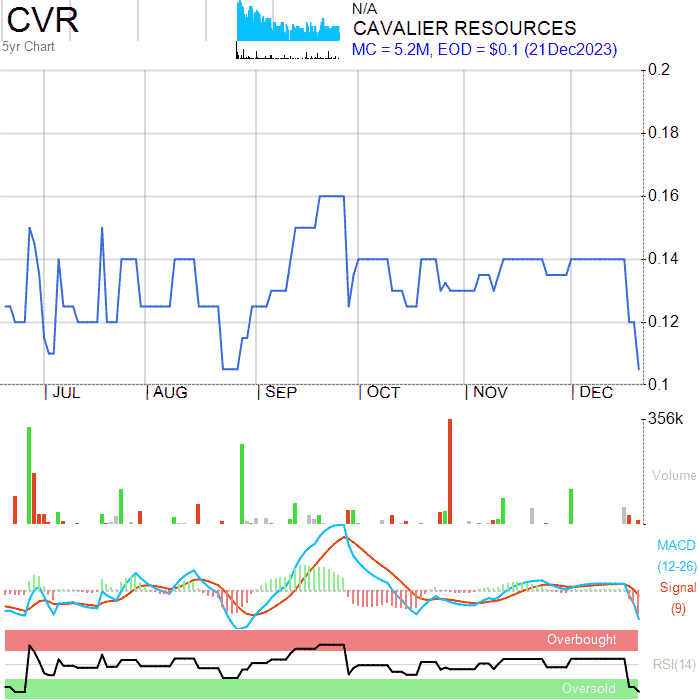 CVR
5yr Chart
N/A
CAVALIER RESOURCES
MC = 5.2M, EOD = $0.1 (21Dec2023)
0.2
0.18
0.16
0.14
0.12
0.1
JUL AUG SEP OCT NOV DEC
356k
Volume
MACD
(12-26)
Signal
(9)
Overbought
RSI(14)
Oversold